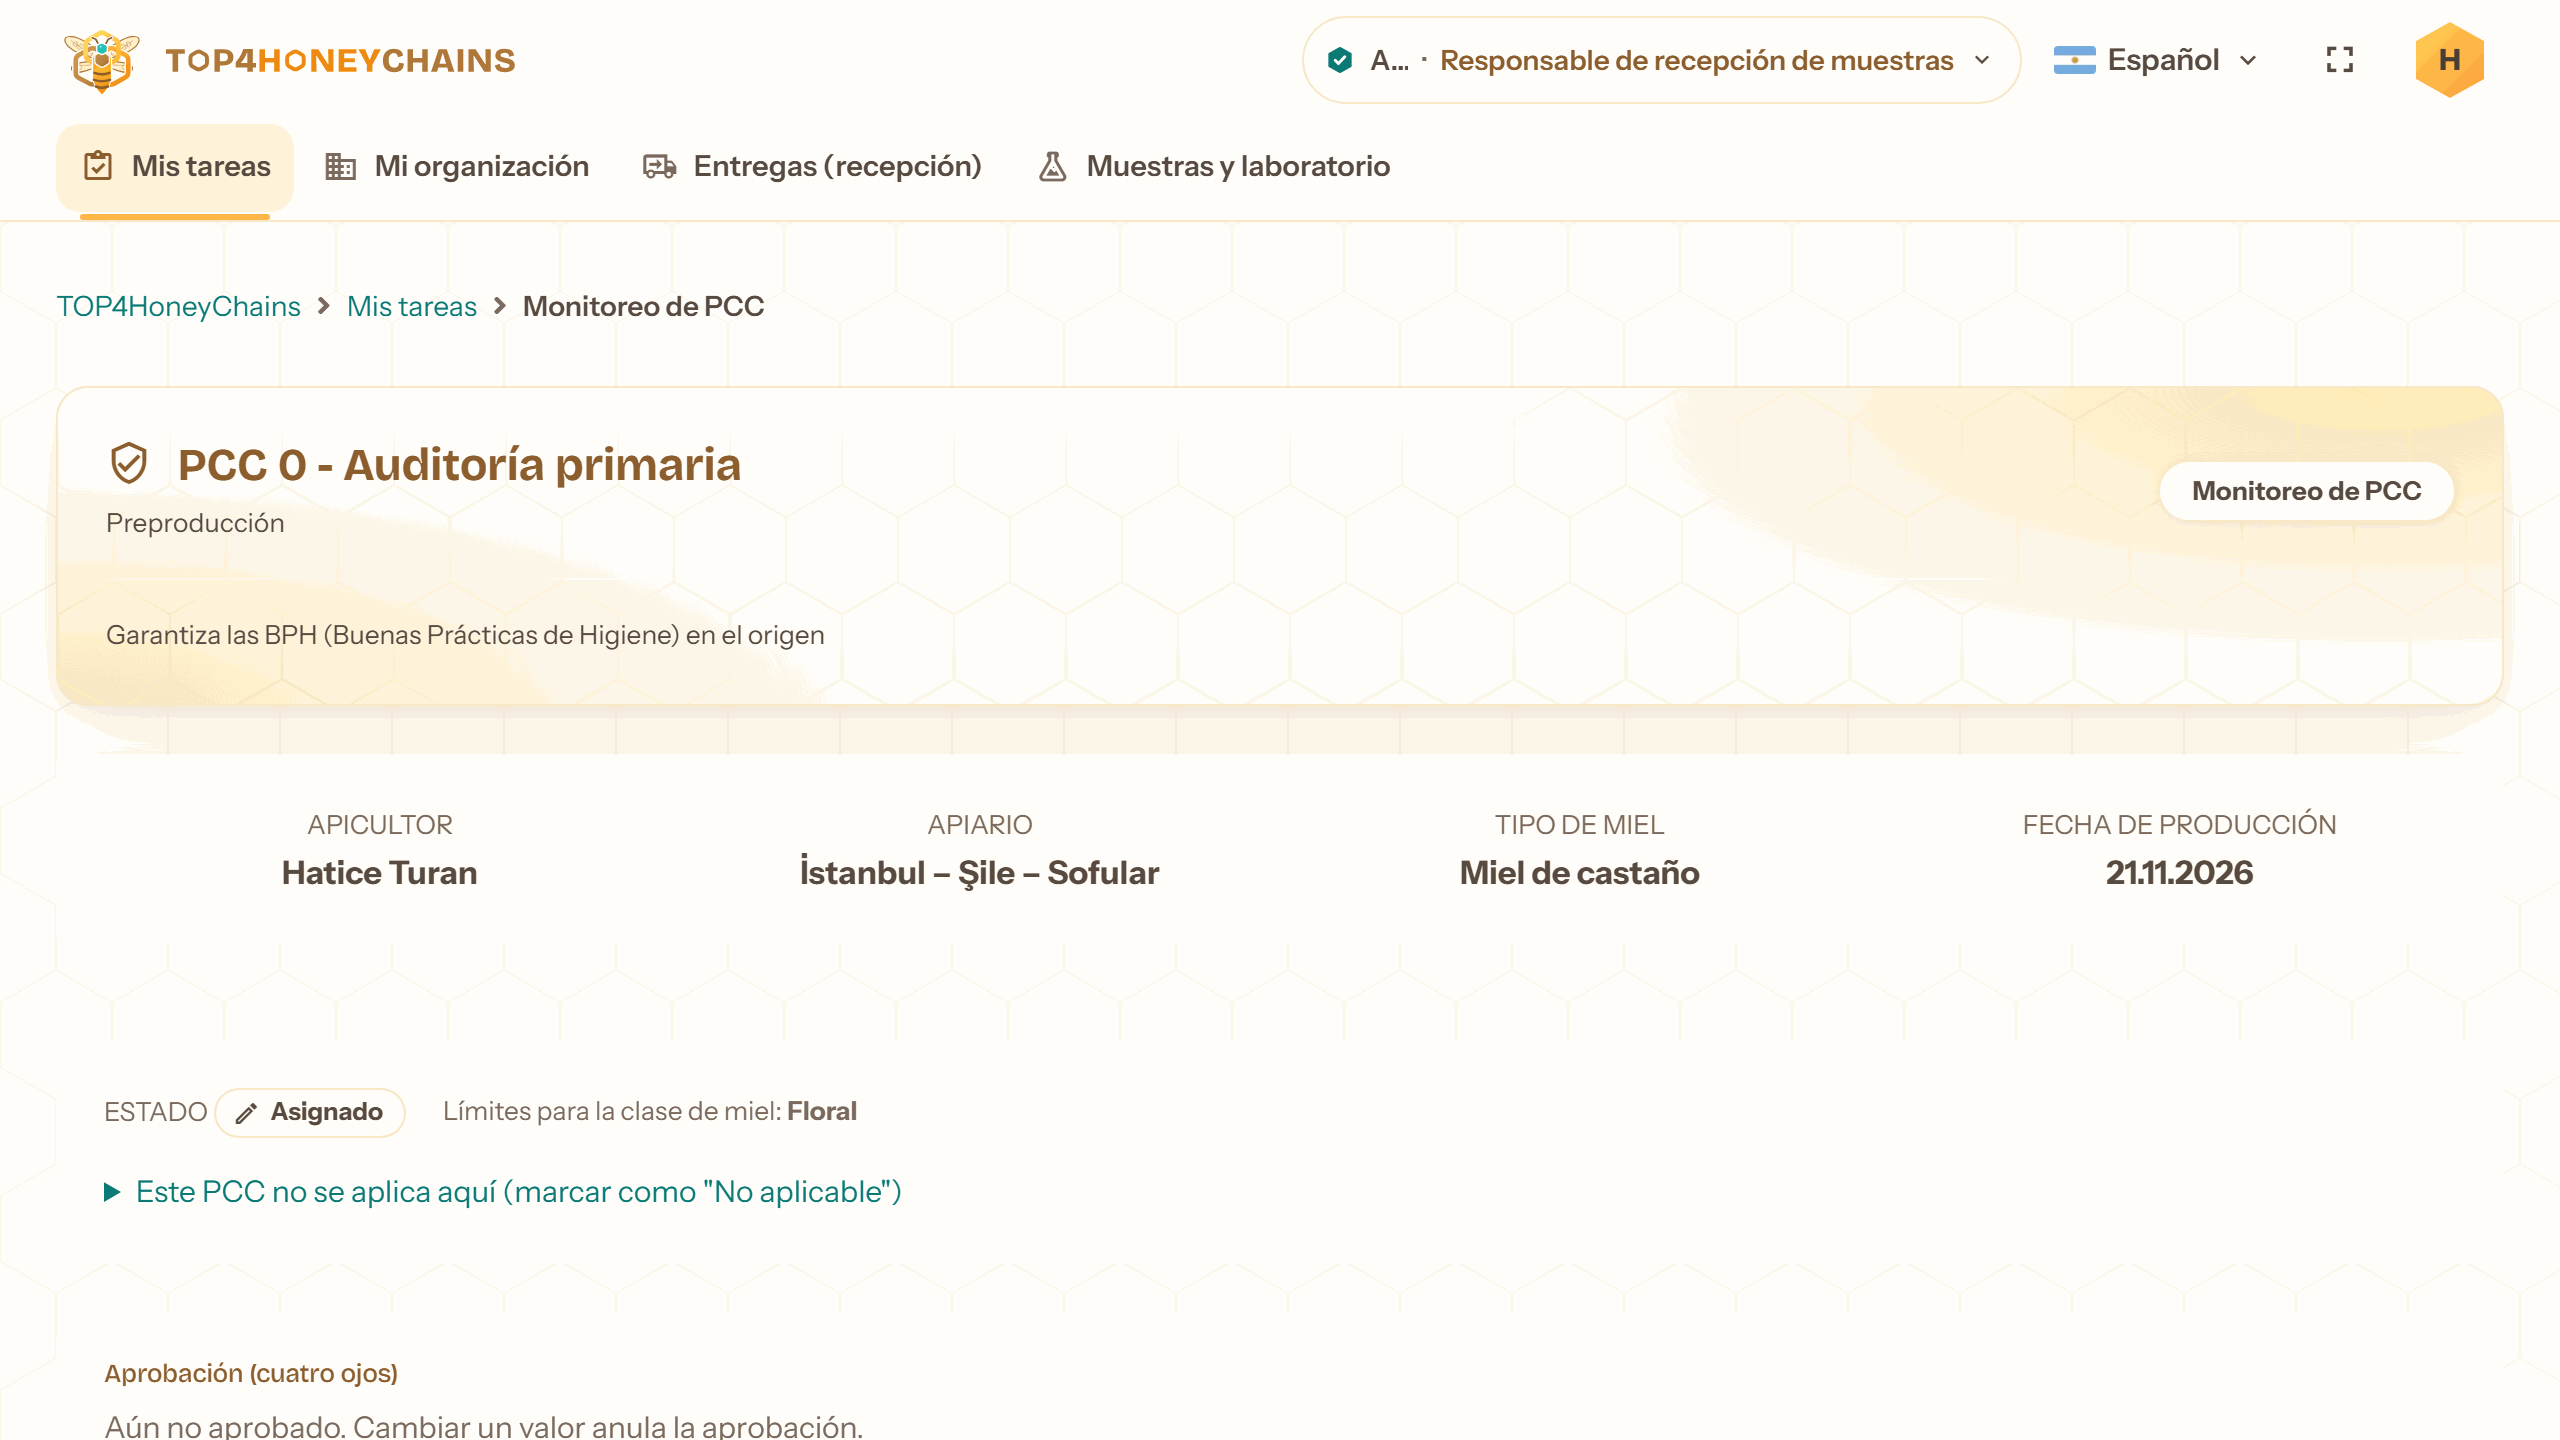 TOP4HONEYCHAINS
A... · Responsable de recepción de muestras
Español
H
Mis tareas
Mi organización
Entregas (recepción)
Muestras y laboratorio
TOP4HoneyChains > Mis tareas > Monitoreo de PCC
PCC 0 - Auditoría primaria
Monitoreo de PCC
Preproducción
Garantiza las BPH (Buenas Prácticas de Higiene) en el origen
APICULTOR
Hatice Turan
APIARIO
İstanbul – Şile – Sofular
TIPO DE MIEL
Miel de castaño
FECHA DE PRODUCCIÓN
21.11.2026
ESTADO Asignado Límites para la clase de miel: Floral
Este PCC no se aplica aquí (marcar como "No aplicable")
Aprobación (cuatro ojos)
Aún no aprobado. Cambiar un valor anula la aprobación.